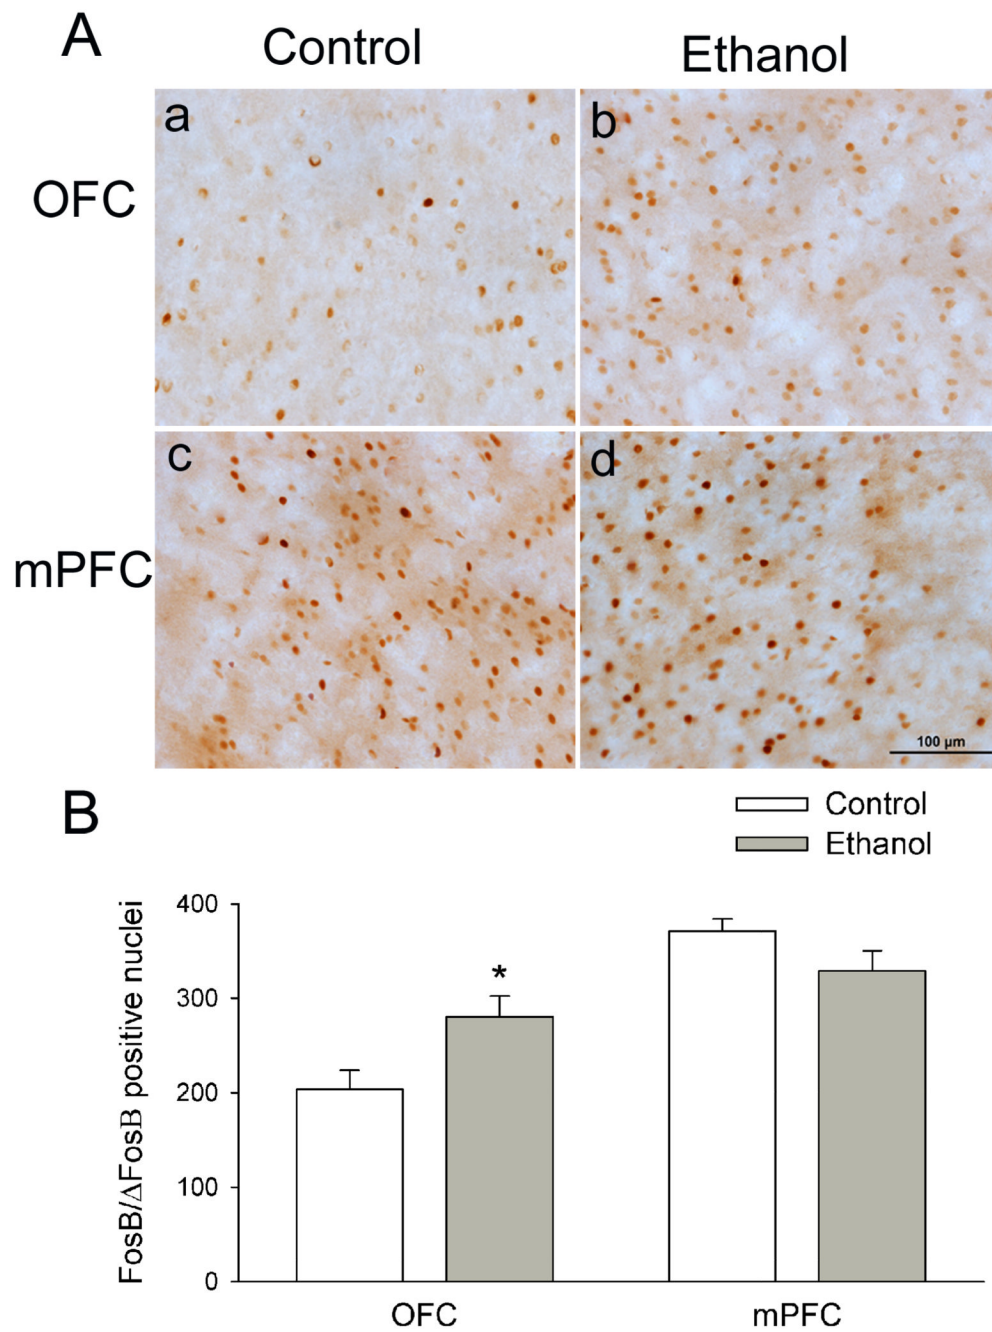 A
Control
Ethanol
a
b
OFC
c
d
mPFC
100 µm
B
Control
Ethanol
FosB/ΔFosB positive nuclei
400
300
200
100
0
*
OFC
mPFC